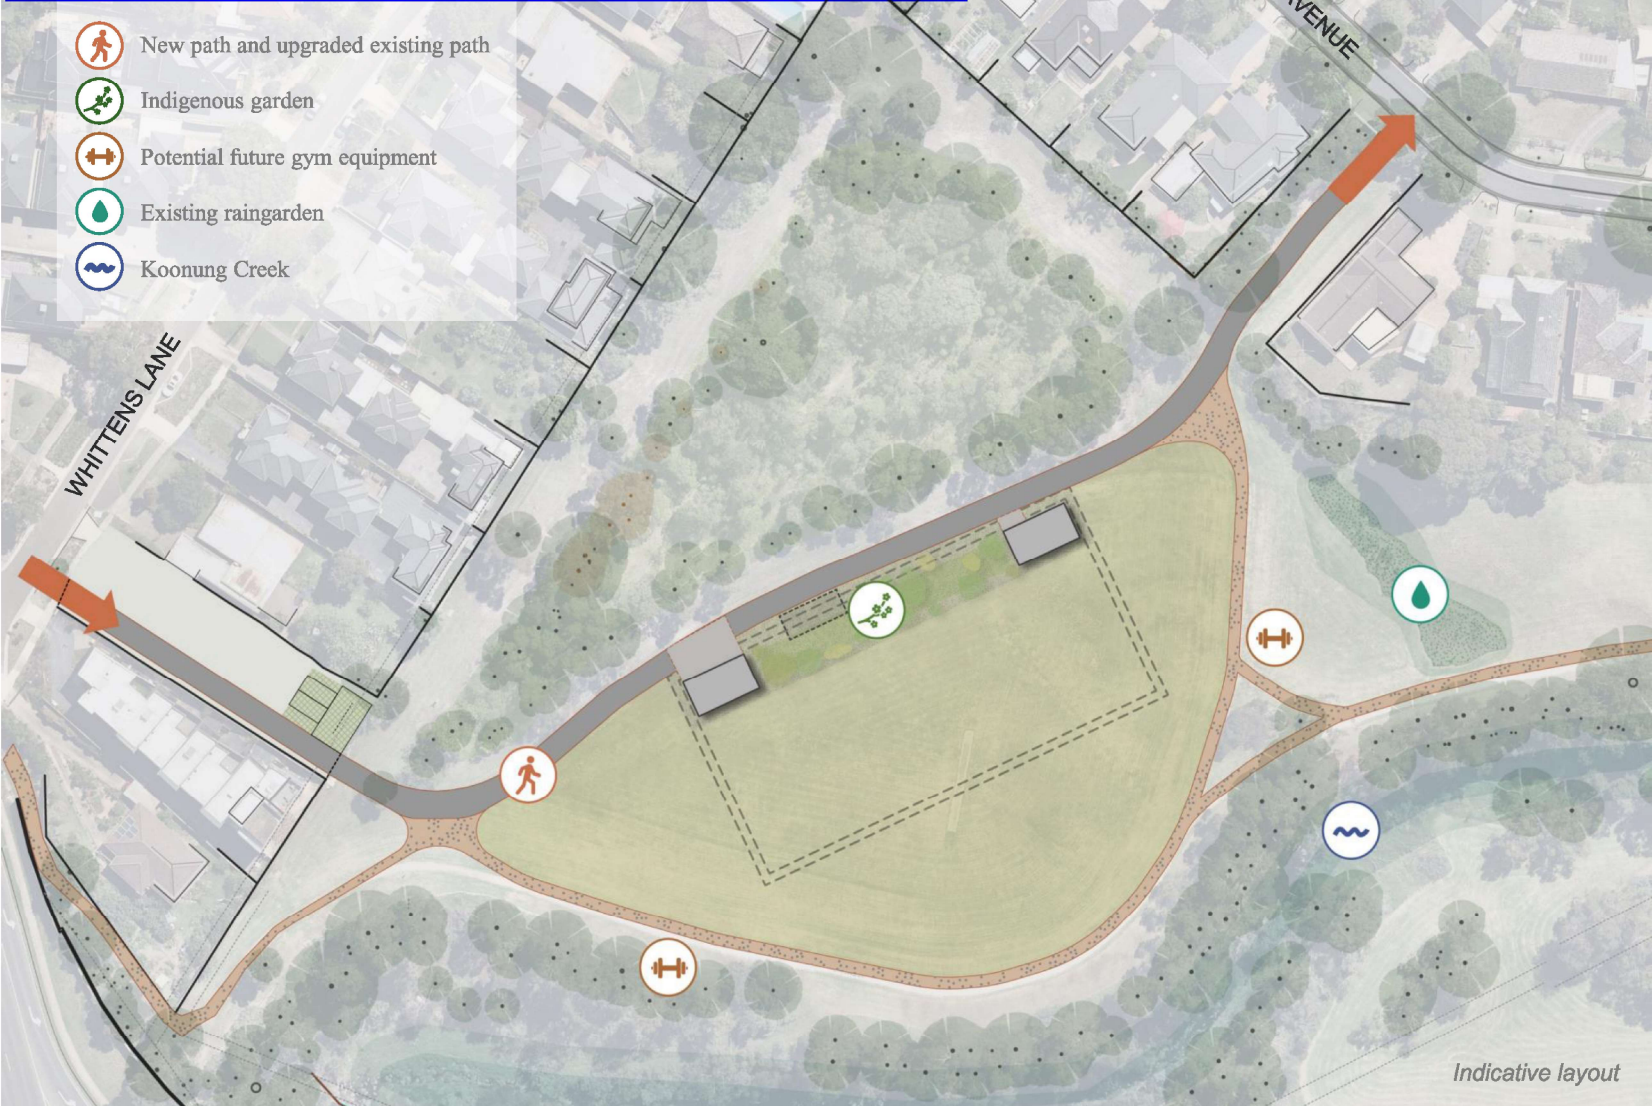 AVENUE
New path and upgraded existing path
Indigenous garden
Potential future gym equipment
Existing raingarden
Koonung Creek
WHITTENS LANE
Indicative layout